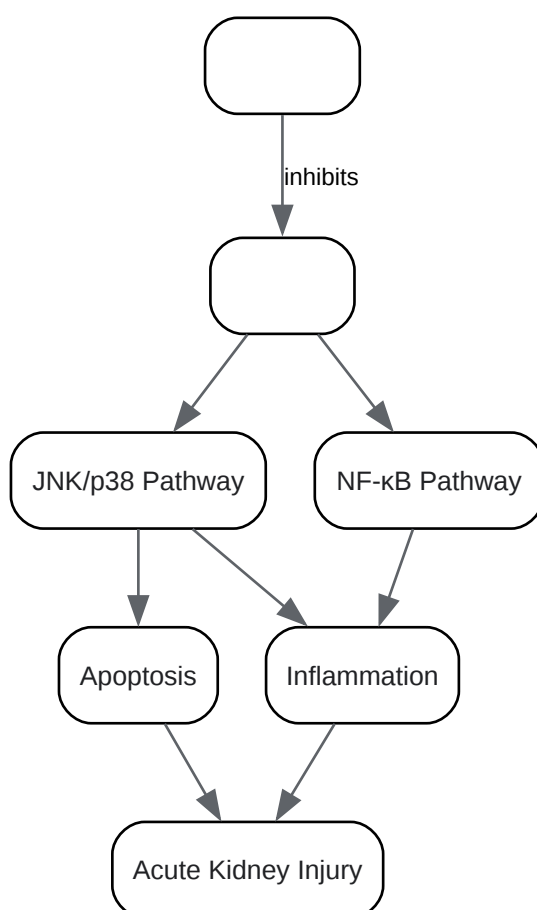 inhibits
JNK/p38 Pathway
NF-κB Pathway
Apoptosis
Inflammation
Acute Kidney Injury